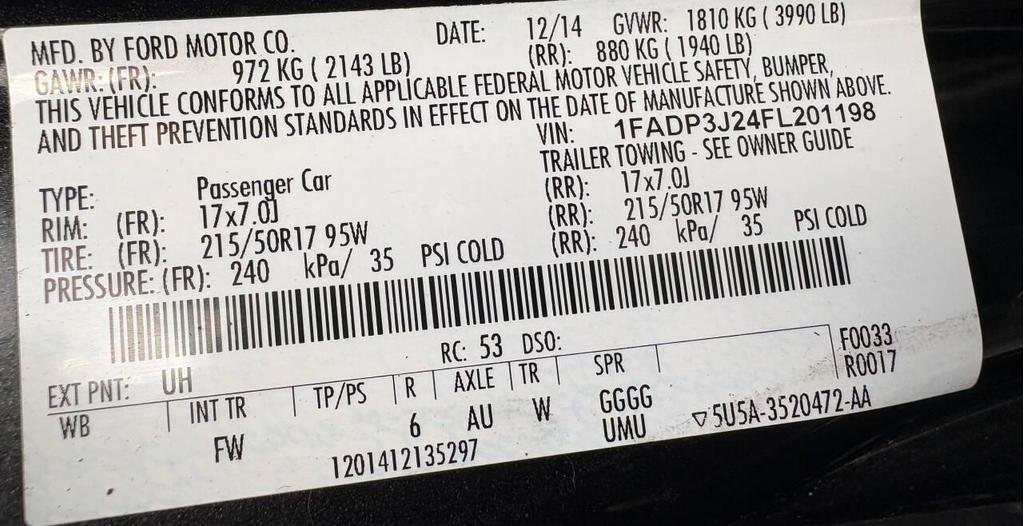 MFD. BY FORD MOTOR CO. DATE: 12/14 GVWR: 1810 KG ( 3990 LB)
GAWR: (FR): 972 KG ( 2143 LB) (RR): 880 KG ( 1940 LB)
THIS VEHICLE CONFORMS TO ALL APPLICABLE FEDERAL MOTOR VEHICLE SAFETY, BUMPER,
AND THEFT PREVENTION STANDARDS IN EFFECT ON THE DATE OF MANUFACTURE SHOWN ABOVE.
VIN: 1FADP3J24FL201198
TRAILER TOWING - SEE OWNER GUIDE
TYPE: Passenger Car
RIM: (FR): 17x7.0J (RR): 17x7.0J
TIRE: (FR): 215/50R17 95W (RR): 215/50R17 95W
PRESSURE: (FR): 240 kPa/ 35 PSI COLD (RR): 240 kPa/ 35 PSI COLD
RC: 53 DSO:
EXT PNT: UH F0033
WB INT TR TP/PS R AXLE TR SPR R0017
FW 6 AU W GGGG
UMU ▽5U5A-3520472-AA
1201412135297